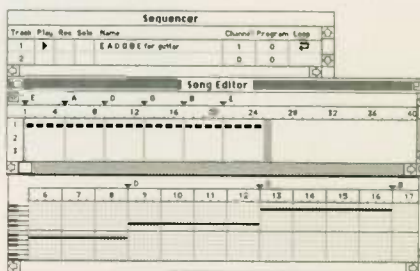 Sequencer
Track Play Rec Solo Name Channel Program Loop
1 E A D G B E for guitar 1 0
2 0 0
Song Editor
E A D G B E
1 4 8 12 16 20 24 28 32 36 40
1
2
3
D B
6 7 8 9 10 11 12 13 14 15 16 17